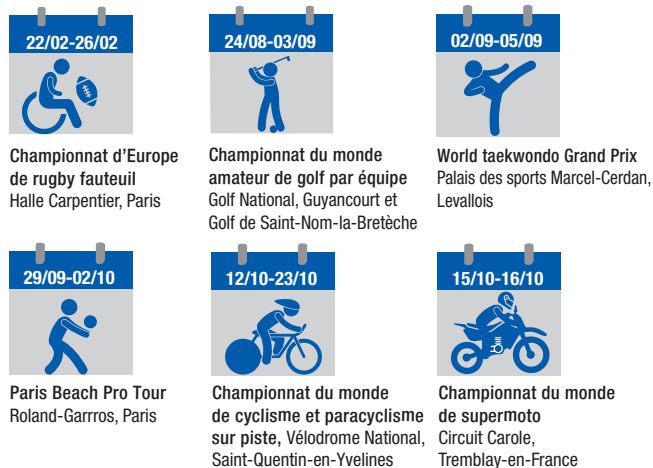 22/02-26/02
Championnat d'Europe
de rugby fauteuil
Halle Carpentier, Paris
24/08-03/09
Championnat du monde
amateur de golf par équipe
Golf National, Guyancourt et
Golf de Saint-Nom-la-Bretèche
02/09-05/09
World taekwondo Grand Prix
Palais des sports Marcel-Cerdan,
Levallois
29/09-02/10
Paris Beach Pro Tour
Roland-Garrros, Paris
12/10-23/10
Championnat du monde
de cyclisme et paracyclisme
sur piste, Vélodrome National,
Saint-Quentin-en-Yvelines
15/10-16/10
Championnat du monde
de supermoto
Circuit Carole,
Tremblay-en-France